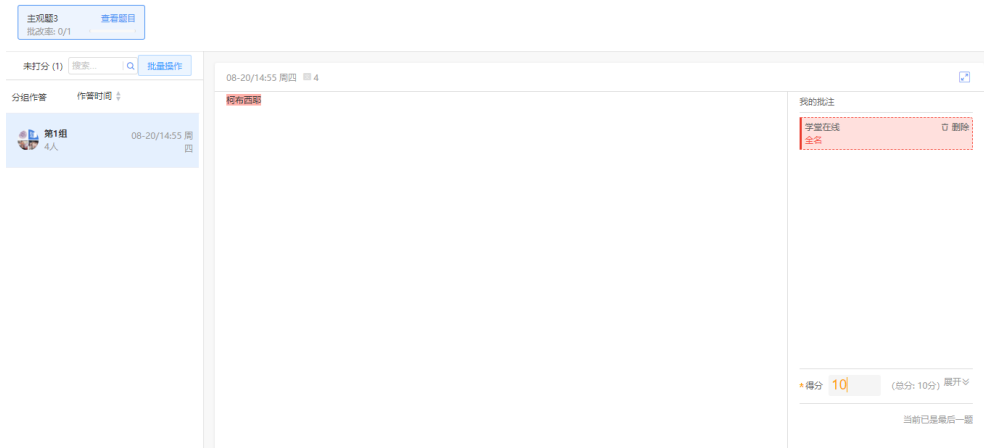 主观题3 查看题目
批改率: 0/1
未打分 (1) 搜索... 批量操作
分组作答 作答时间
第1组
4人
08-20/14:55 周
四
08-20/14:55 周四 4
柯布西耶
我的批注
学堂在线 删除
全名
*得分 10 (总分: 10分) 展开
当前已是最后一题